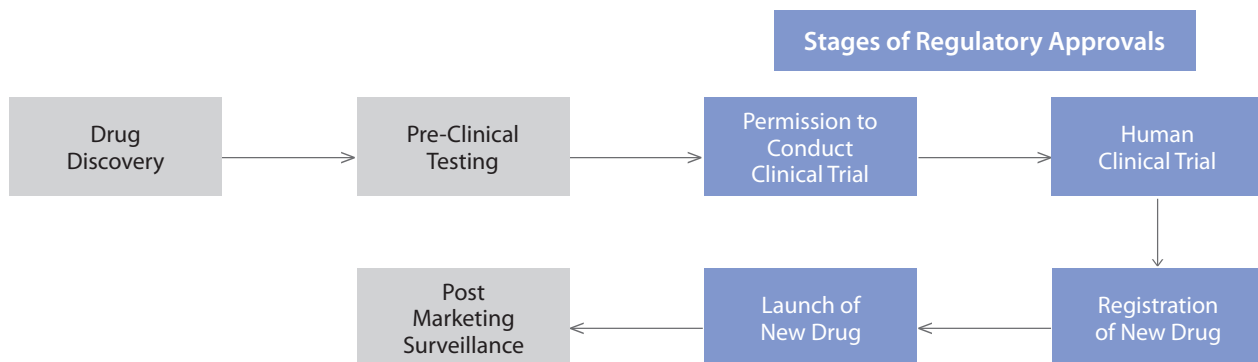 Stages of Regulatory Approvals
Drug
Discovery
Pre-Clinical
Testing
Permission to
Conduct
Clinical Trial
Human
Clinical Trial
Post
Marketing
Surveillance
Launch of
New Drug
Registration
of New Drug